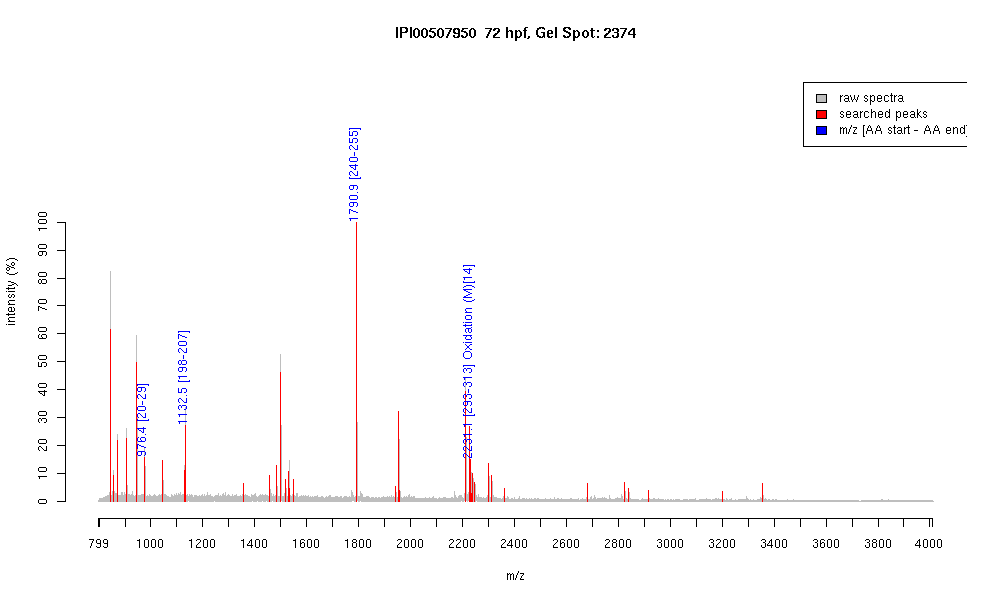 IPI00507950 72 hpf, Gel Spot: 2374
raw spectra
searched peaks
m/z [AA start - AA end]
1790.9 [240-255]
2231.1 [293-313] Oxidation (M)[14]
1132.5 [198-207]
976.4 [20-29]
intensity (%)
100
90
80
70
60
50
40
30
20
10
0
799 1000 1200 1400 1600 1800 2000 2200 2400 2600 2800 3000 3200 3400 3600 3800 4000
m/z